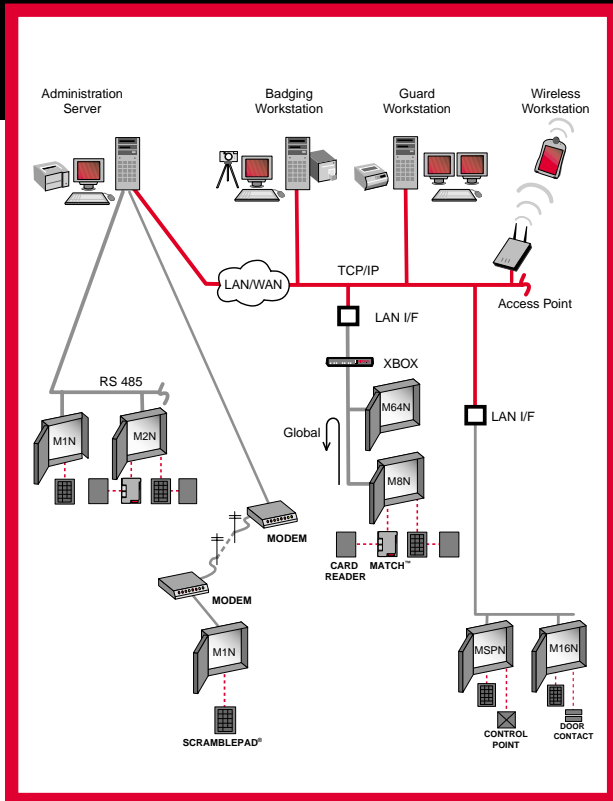 Administration
Server
Badging
Workstation
Guard
Workstation
Wireless
Workstation
LAN/WAN
TCP/IP
Access Point
LAN I/F
XBOX
RS 485
M64N
LAN I/F
Global
M1N
M2N
M8N
MODEM
CARD
READER
MATCH™
MODEM
M1N
MSPN
M16N
SCRAMBLEPAD®
CONTROL
POINT
DOOR
CONTACT